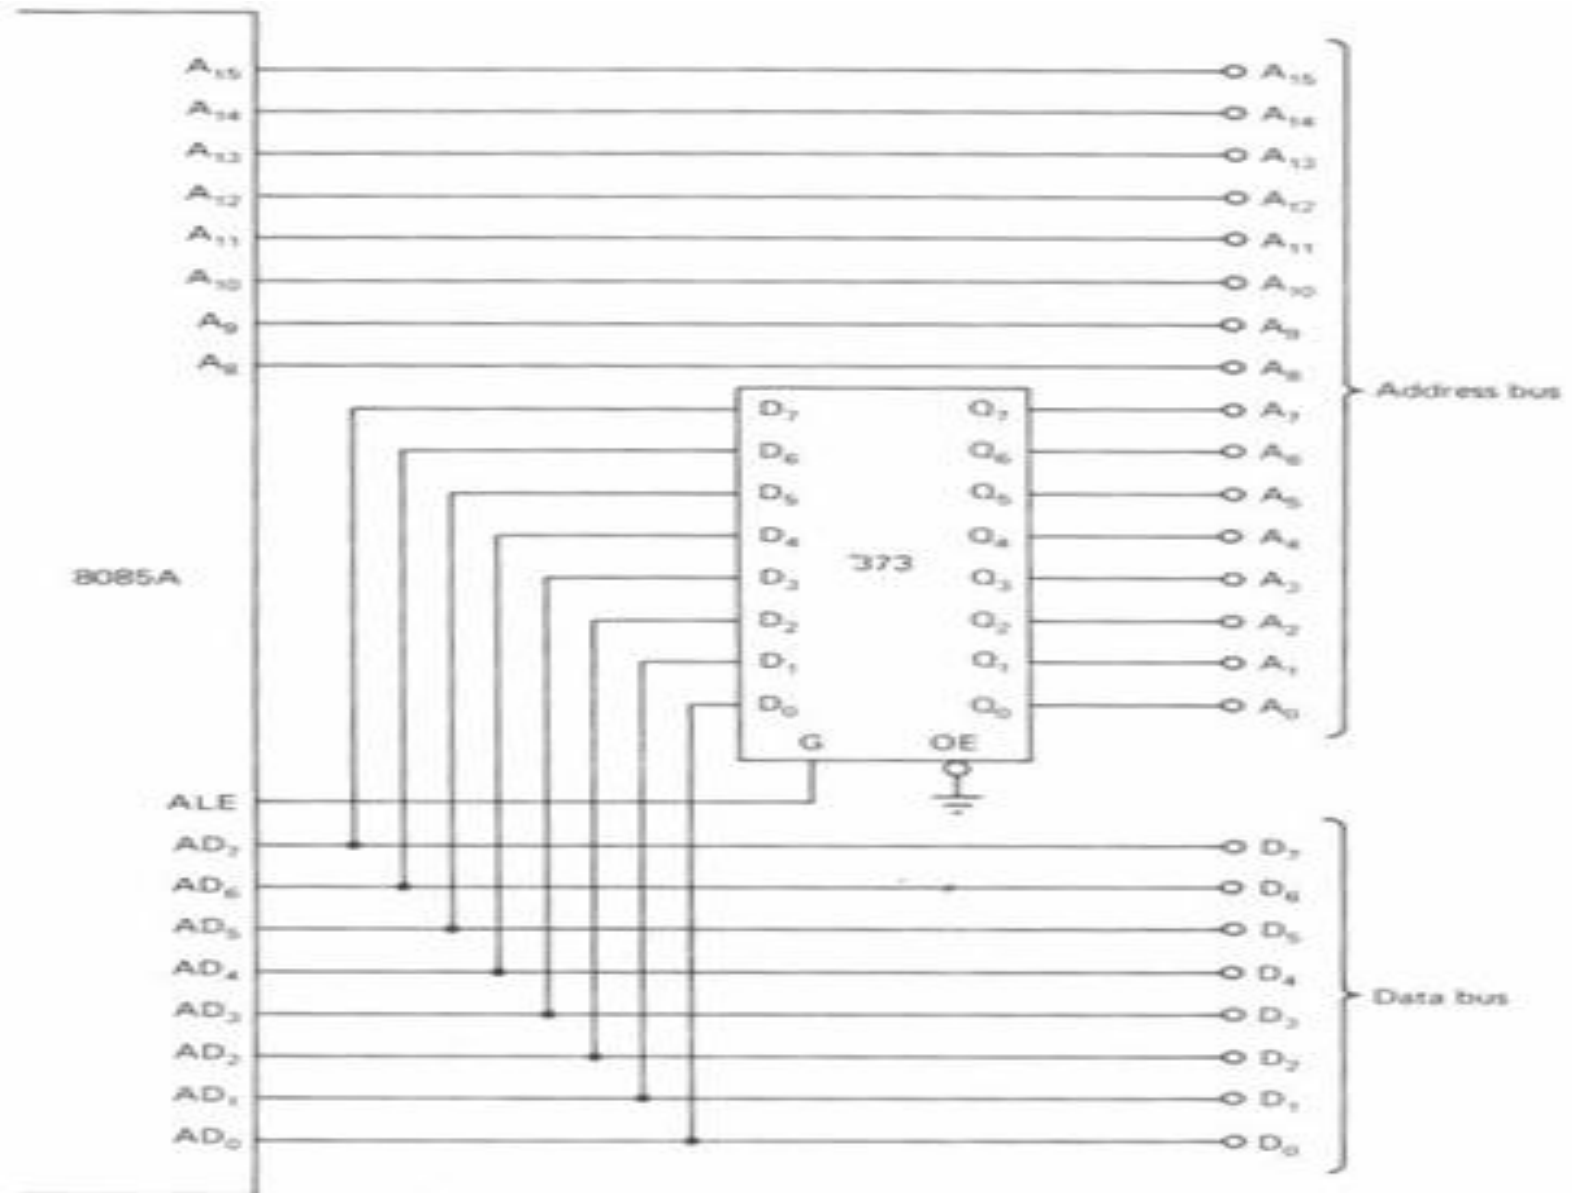 A15 A15
A14 A14
A13 A13
A12 A12
A11 A11
A10 A10
A9 A9
A8 A8
Address bus
D7 Q7 A7
D6 Q6 A6
D5 Q5 A5
D4 Q4 A4
8085A '373
D3 Q3 A3
D2 Q2 A2
D1 Q1 A1
D0 Q0 A0
G OE
ALE
AD7 D7
AD6 D6
AD5 D5
AD4 D4
Data bus
AD3 D3
AD2 D2
AD1 D1
AD0 D0